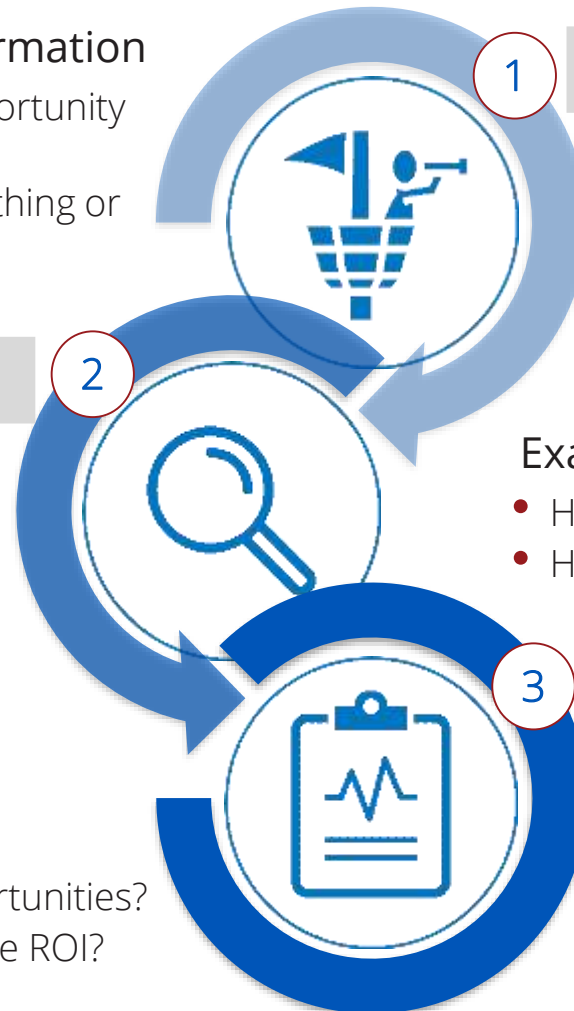 rmation
1
ortunity
thing or
2
Exa
• H
• H
3
rtunities?
e ROI?